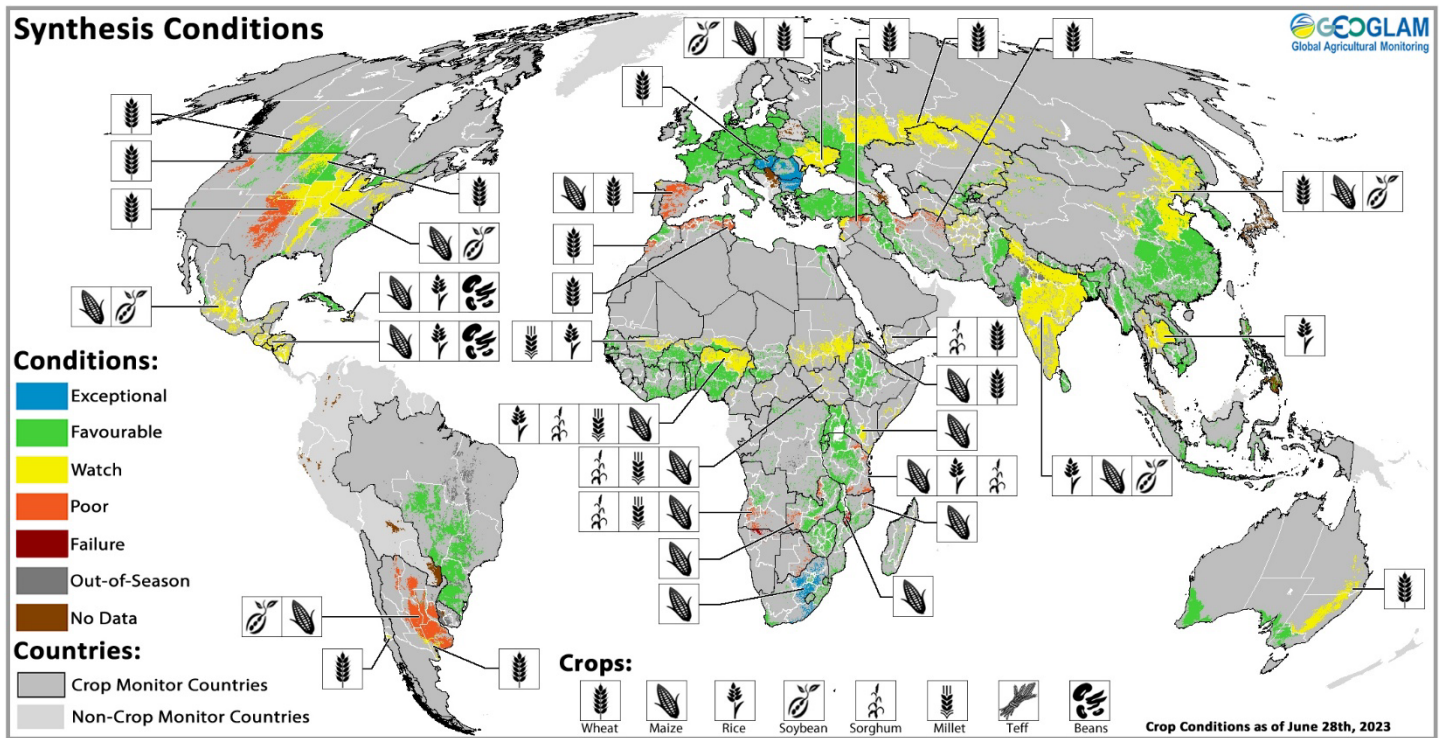 Synthesis Conditions
GEOGLAM
Global Agricultural Monitoring
Conditions:
Exceptional
Favourable
Watch
Poor
Failure
Out-of-Season
No Data
Countries:
Crop Monitor Countries
Non-Crop Monitor Countries
Crops:
Wheat
Maize
Rice
Soybean
Sorghum
Millet
Teff
Beans
Crop Conditions as of June 28th, 2023